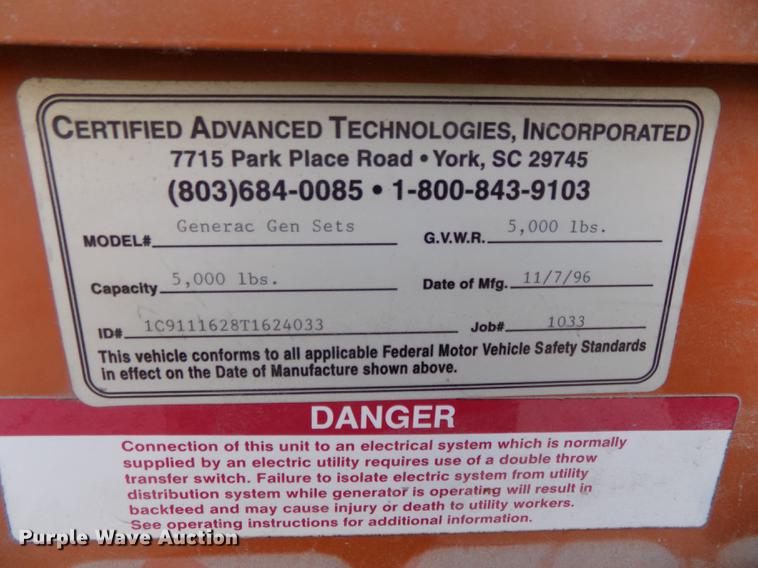 CERTIFIED ADVANCED TECHNOLOGIES, INCORPORATED
7715 Park Place Road • York, SC 29745
(803)684-0085 • 1-800-843-9103
MODEL# Generac Gen Sets G.V.W.R. 5,000 lbs.
Capacity 5,000 lbs. Date of Mfg. 11/7/96
ID# 1C9111628T1624033 Job# 1033
This vehicle conforms to all applicable Federal Motor Vehicle Safety Standards
in effect on the Date of Manufacture shown above.
DANGER
Connection of this unit to an electrical system which is normally
supplied by an electric utility requires use of a double throw
transfer switch. Failure to isolate electric system from utility
distribution system while generator is operating will result in
backfeed and may cause injury or death to utility workers.
See operating instructions for additional information.
Purple Wave Auction